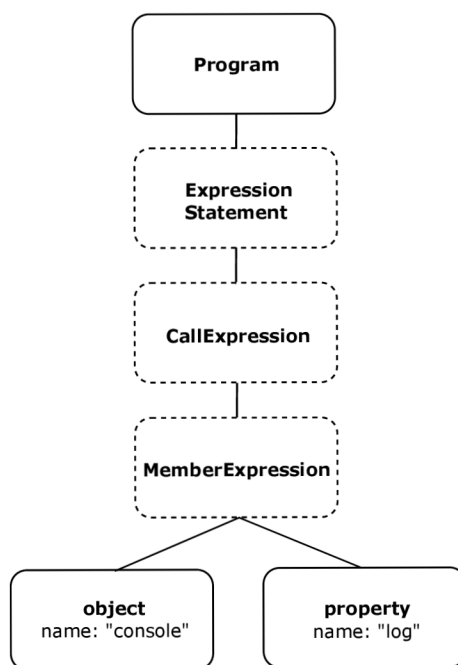 Program
Expression
Statement
CallExpression
MemberExpression
object
name: "console"
property
name: "log"